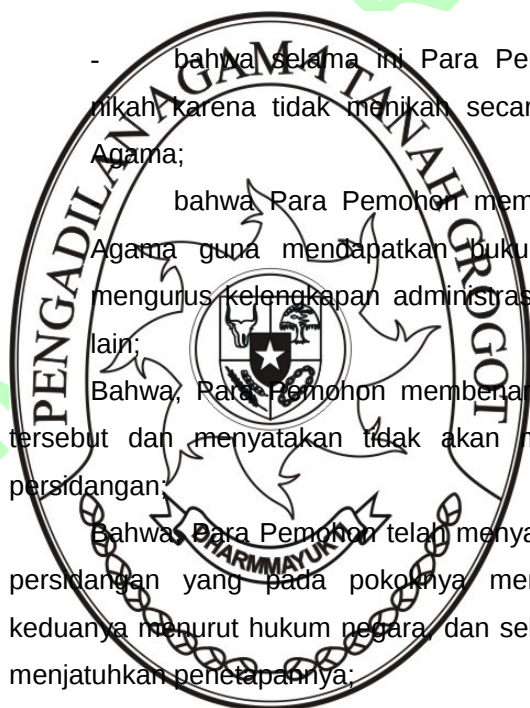 - bahwa selama ini Para Pe
nikah karena tidak menikah secar
Agama;
bahwa Para Pemohon mem
Agama guna mendapatkan buku
mengurus kelengkapan administras
lain;
Bahwa, Para Pemohon membenar
tersebut dan menyatakan tidak akan
persidangan;
Bahwa, Para Pemohon telah menya
persidangan yang pada pokoknya mer
keduanya menurut hukum negara, dan sel
menjatuhkan penetapannya;
PENGADILAN AGAMA TANAH GROGOT
DHARMMAYUKTI